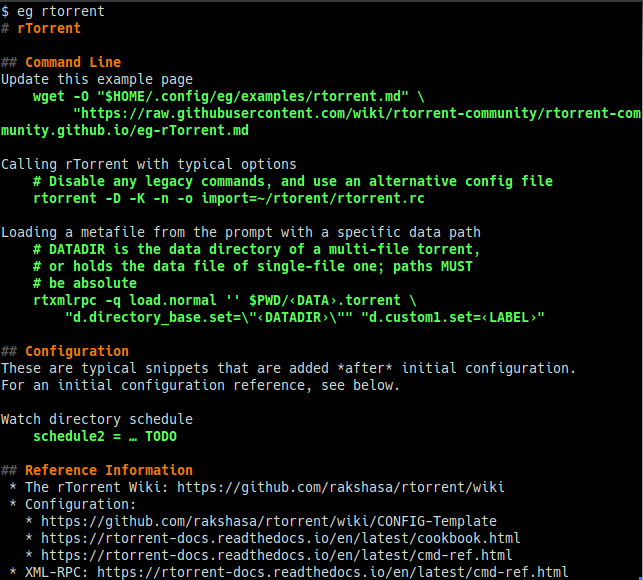 $ eg rtorrent
# rTorrent
## Command Line
Update this example page
wget -O "$HOME/.config/eg/examples/rtorrent.md" \
"https://raw.githubusercontent.com/wiki/rtorrent-community/rtorrent-com
munity.github.io/eg-rTorrent.md
Calling rTorrent with typical options
# Disable any legacy commands, and use an alternative config file
rtorrent -D -K -n -o import=~/rtorent/rtorrent.rc
Loading a metafile from the prompt with a specific data path
# DATADIR is the data directory of a multi-file torrent,
# or holds the data file of single-file one; paths MUST
# be absolute
rtxmlrpc -q load.normal '' $PWD/‹DATA›.torrent \
"d.directory_base.set=\"‹DATADIR›\"" "d.custom1.set=‹LABEL›"
## Configuration
These are typical snippets that are added *after* initial configuration.
For an initial configuration reference, see below.
Watch directory schedule
schedule2 = … TODO
## Reference Information
* The rTorrent Wiki: https://github.com/rakshasa/rtorrent/wiki
* Configuration:
* https://github.com/rakshasa/rtorrent/wiki/CONFIG-Template
* https://rtorrent-docs.readthedocs.io/en/latest/cookbook.html
* https://rtorrent-docs.readthedocs.io/en/latest/cmd-ref.html
* XML-RPC: https://rtorrent-docs.readthedocs.io/en/latest/cmd-ref.html